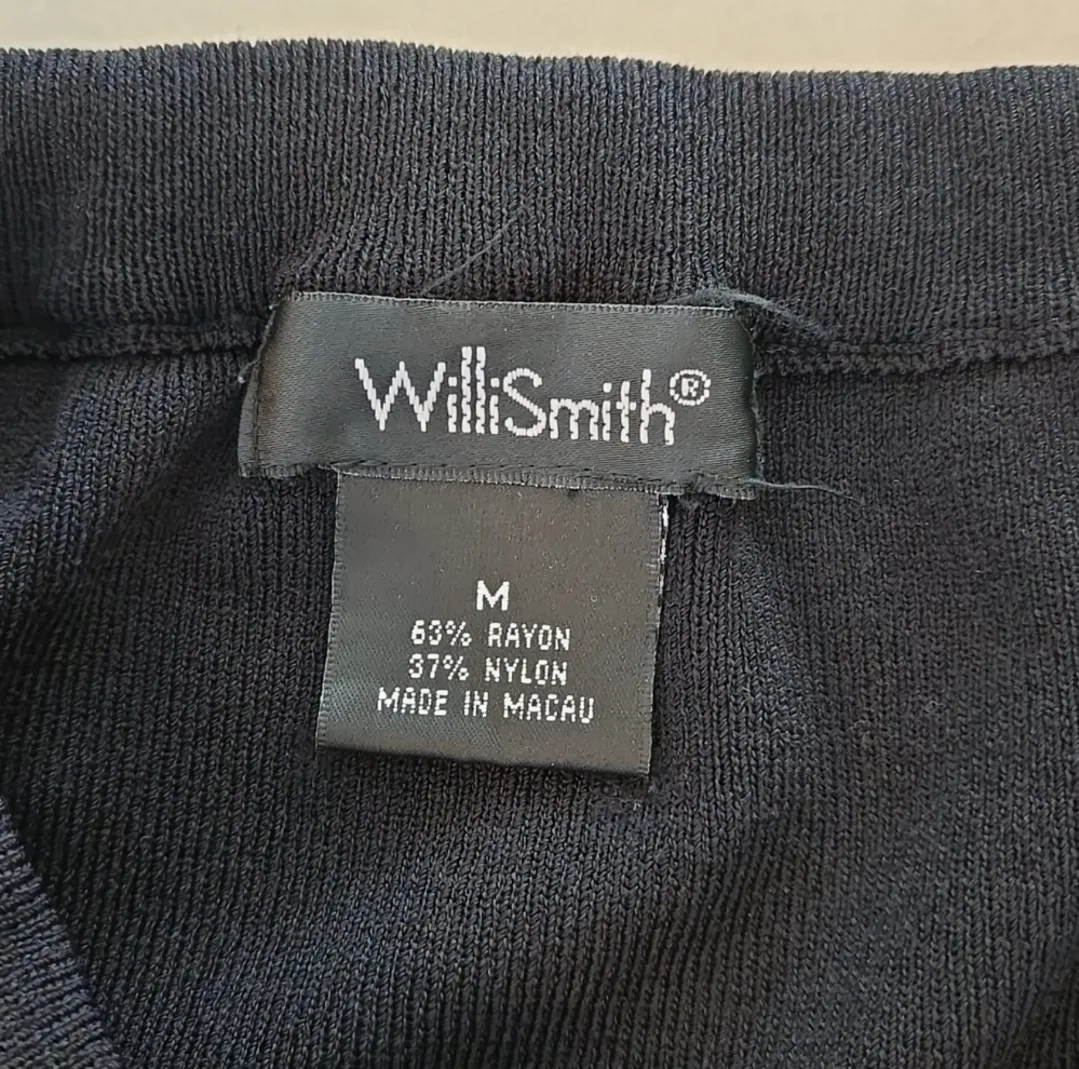 WilliSmith®
M
63% RAYON
37% NYLON
MADE IN MACAU